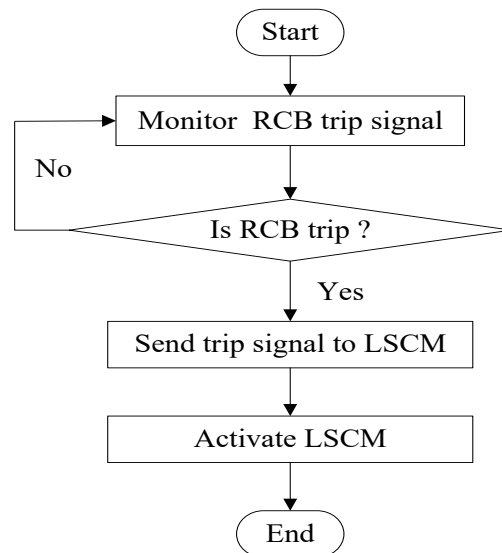 Start
Monitor RCB trip signal
No
Is RCB trip ?
Yes
Send trip signal to LSCM
Activate LSCM
End